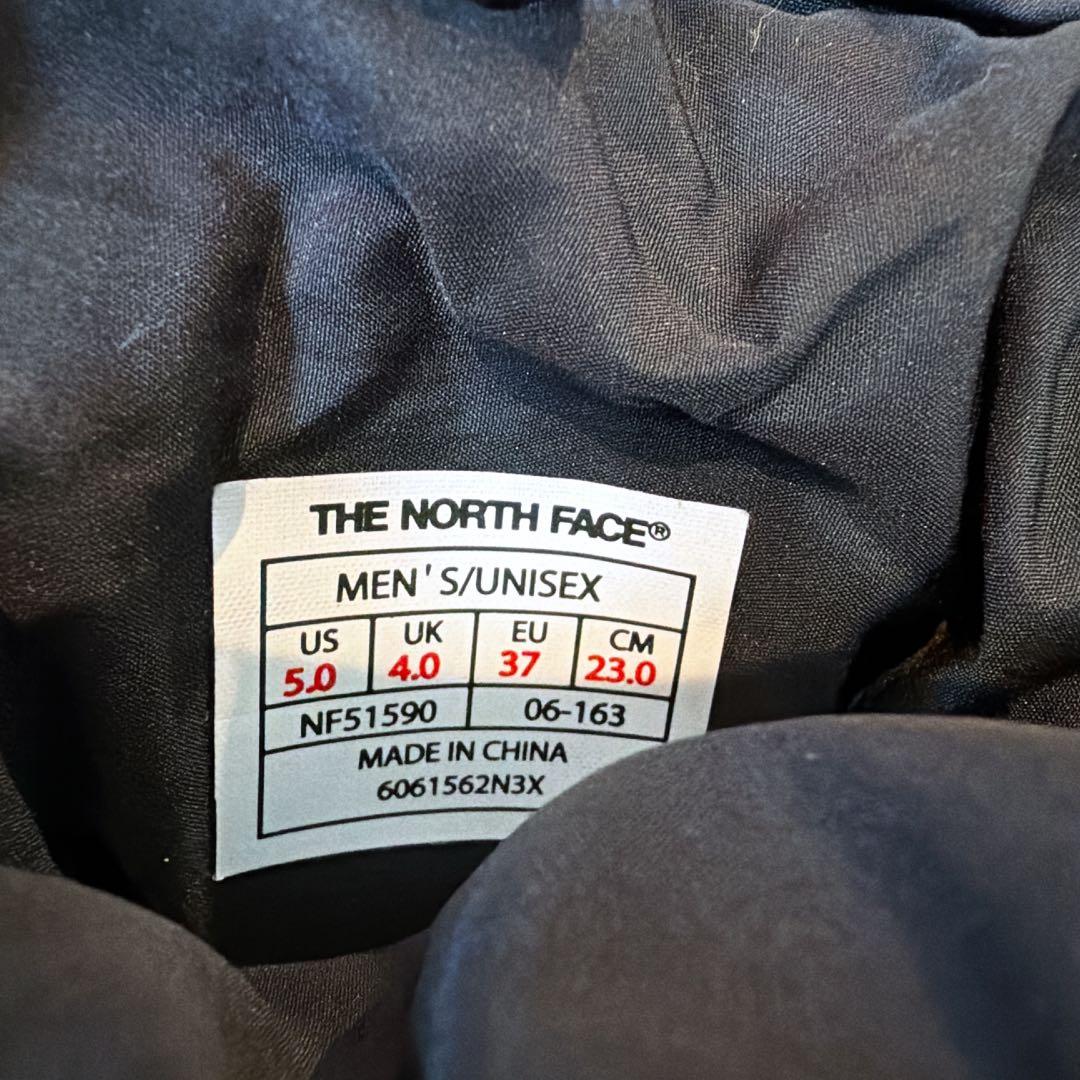 THE NORTH FACE®
MEN'S/UNISEX
US UK EU CM
5.0 4.0 37 23.0
NF51590 06-163
MADE IN CHINA
6061562N3X